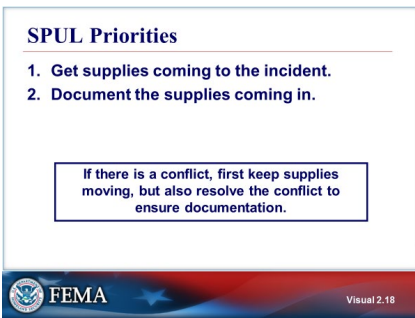 SPUL Priorities
1. Get supplies coming to the incident.
2. Document the supplies coming in.
If there is a conflict, first keep supplies
moving, but also resolve the conflict to
ensure documentation.
FEMA
Visual 2.18